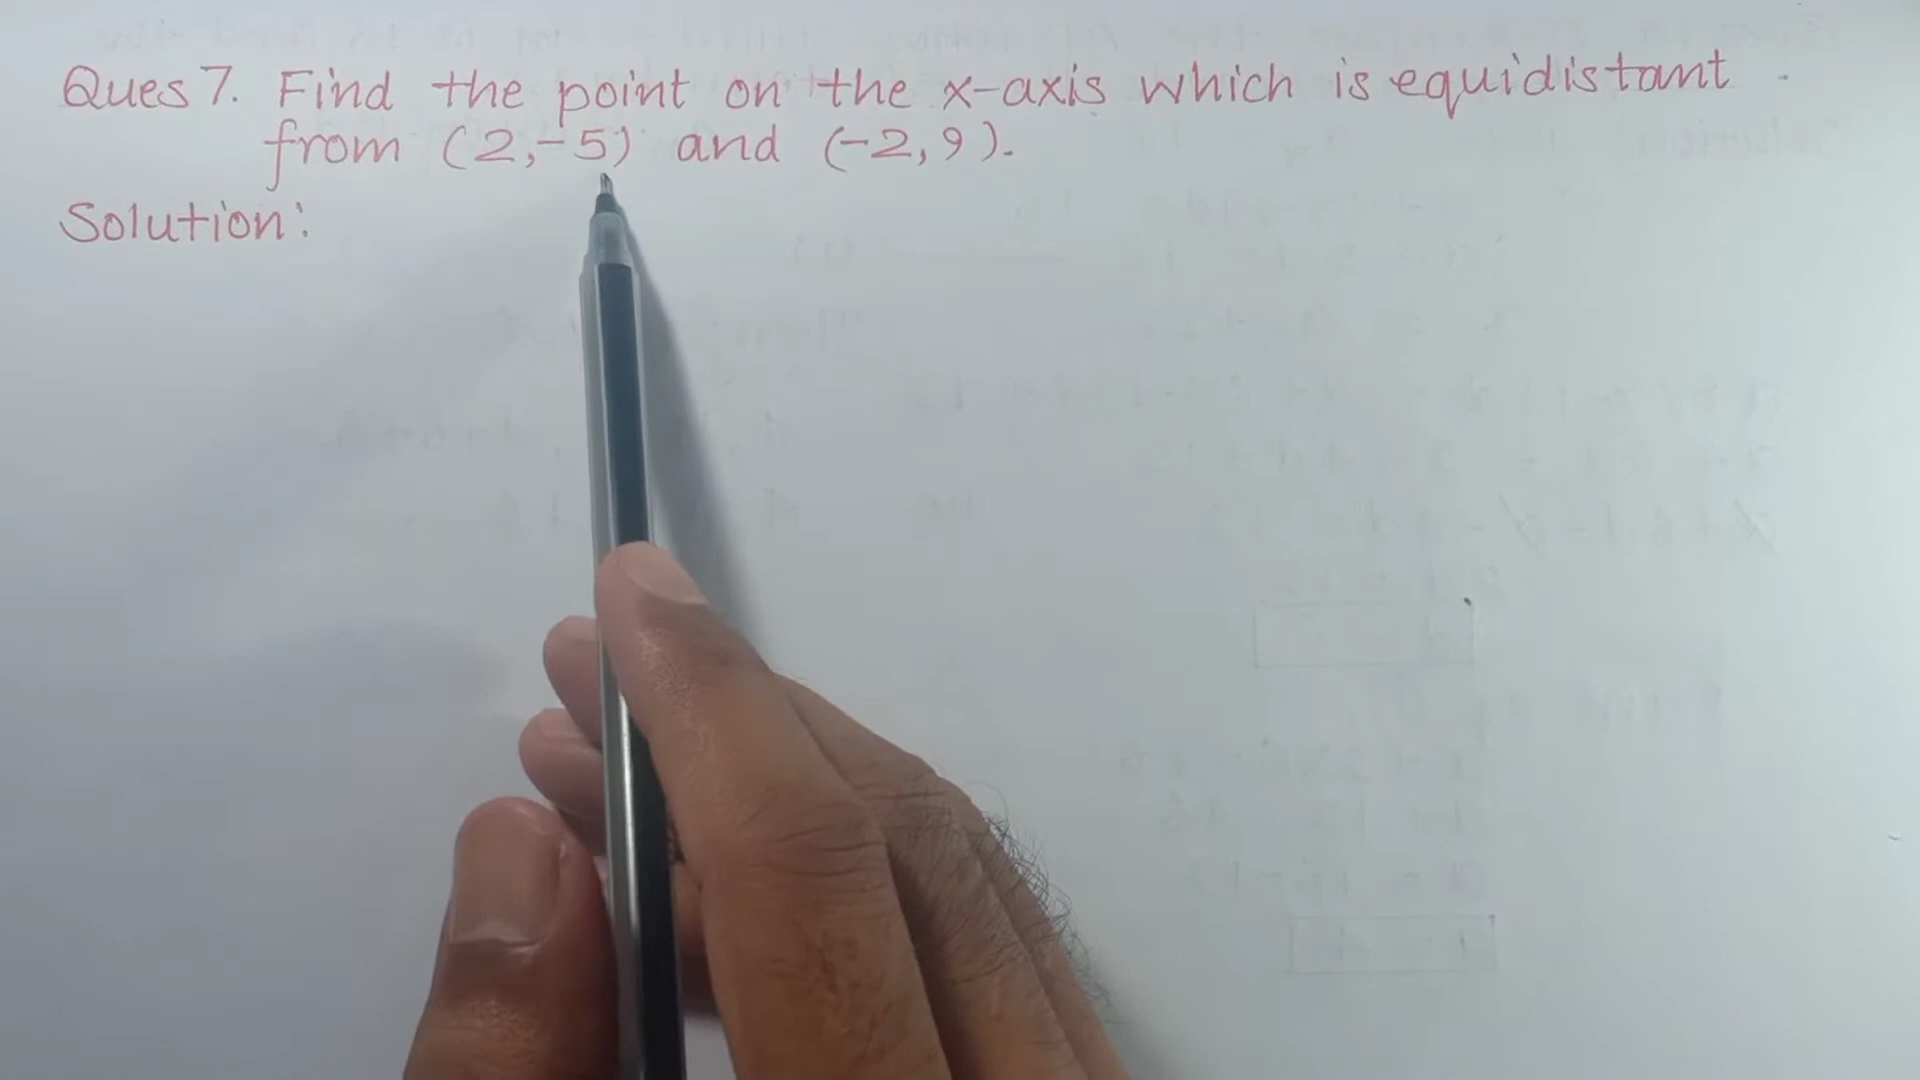 Ques 7. Find the point on the x-axis which is equidistant
from (2,-5) and (-2,9).
Solution: